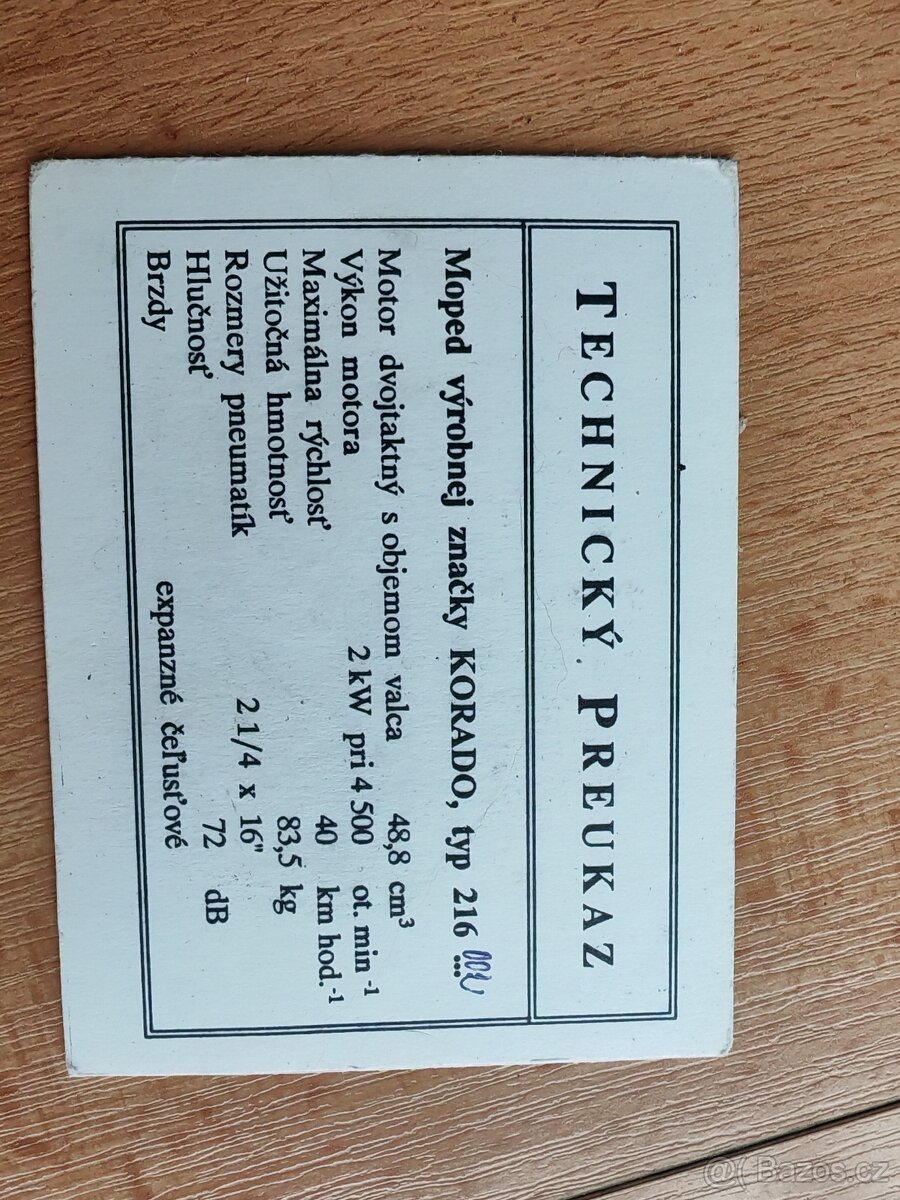 TECHNICKÝ PREUKAZ
Moped výrobnej značky KORADO, typ 216 ...
Motor dvojtaktný s objemom valca 48,8 cm³
Výkon motora 2 kW pri 4 500 ot. min⁻¹
Maximálna rýchlosť 40 km hod.⁻¹
Užitočná hmotnosť 83,5 kg
Rozmery pneumatík 2 1/4 x 16"
Hlučnosť 72 dB
Brzdy expanzné čeľusťové
Bazos.cz